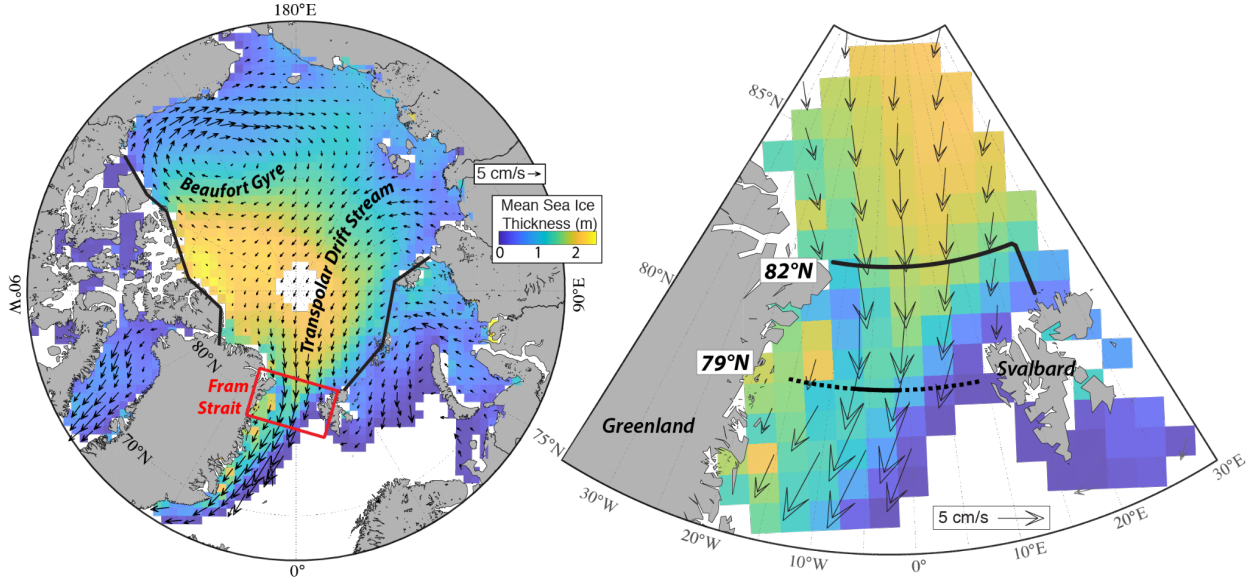 180°E
Beaufort Gyre
Transpolar Drift Stream
5 cm/s
Mean Sea Ice
Thickness (m)
0 1 2
90°W
90°E
80°N
Fram
Strait
70°N
0°
85°N
80°N
75°N
82°N
79°N
Svalbard
Greenland
5 cm/s
30°W
20°W
10°W
0°
10°E
20°E
30°E